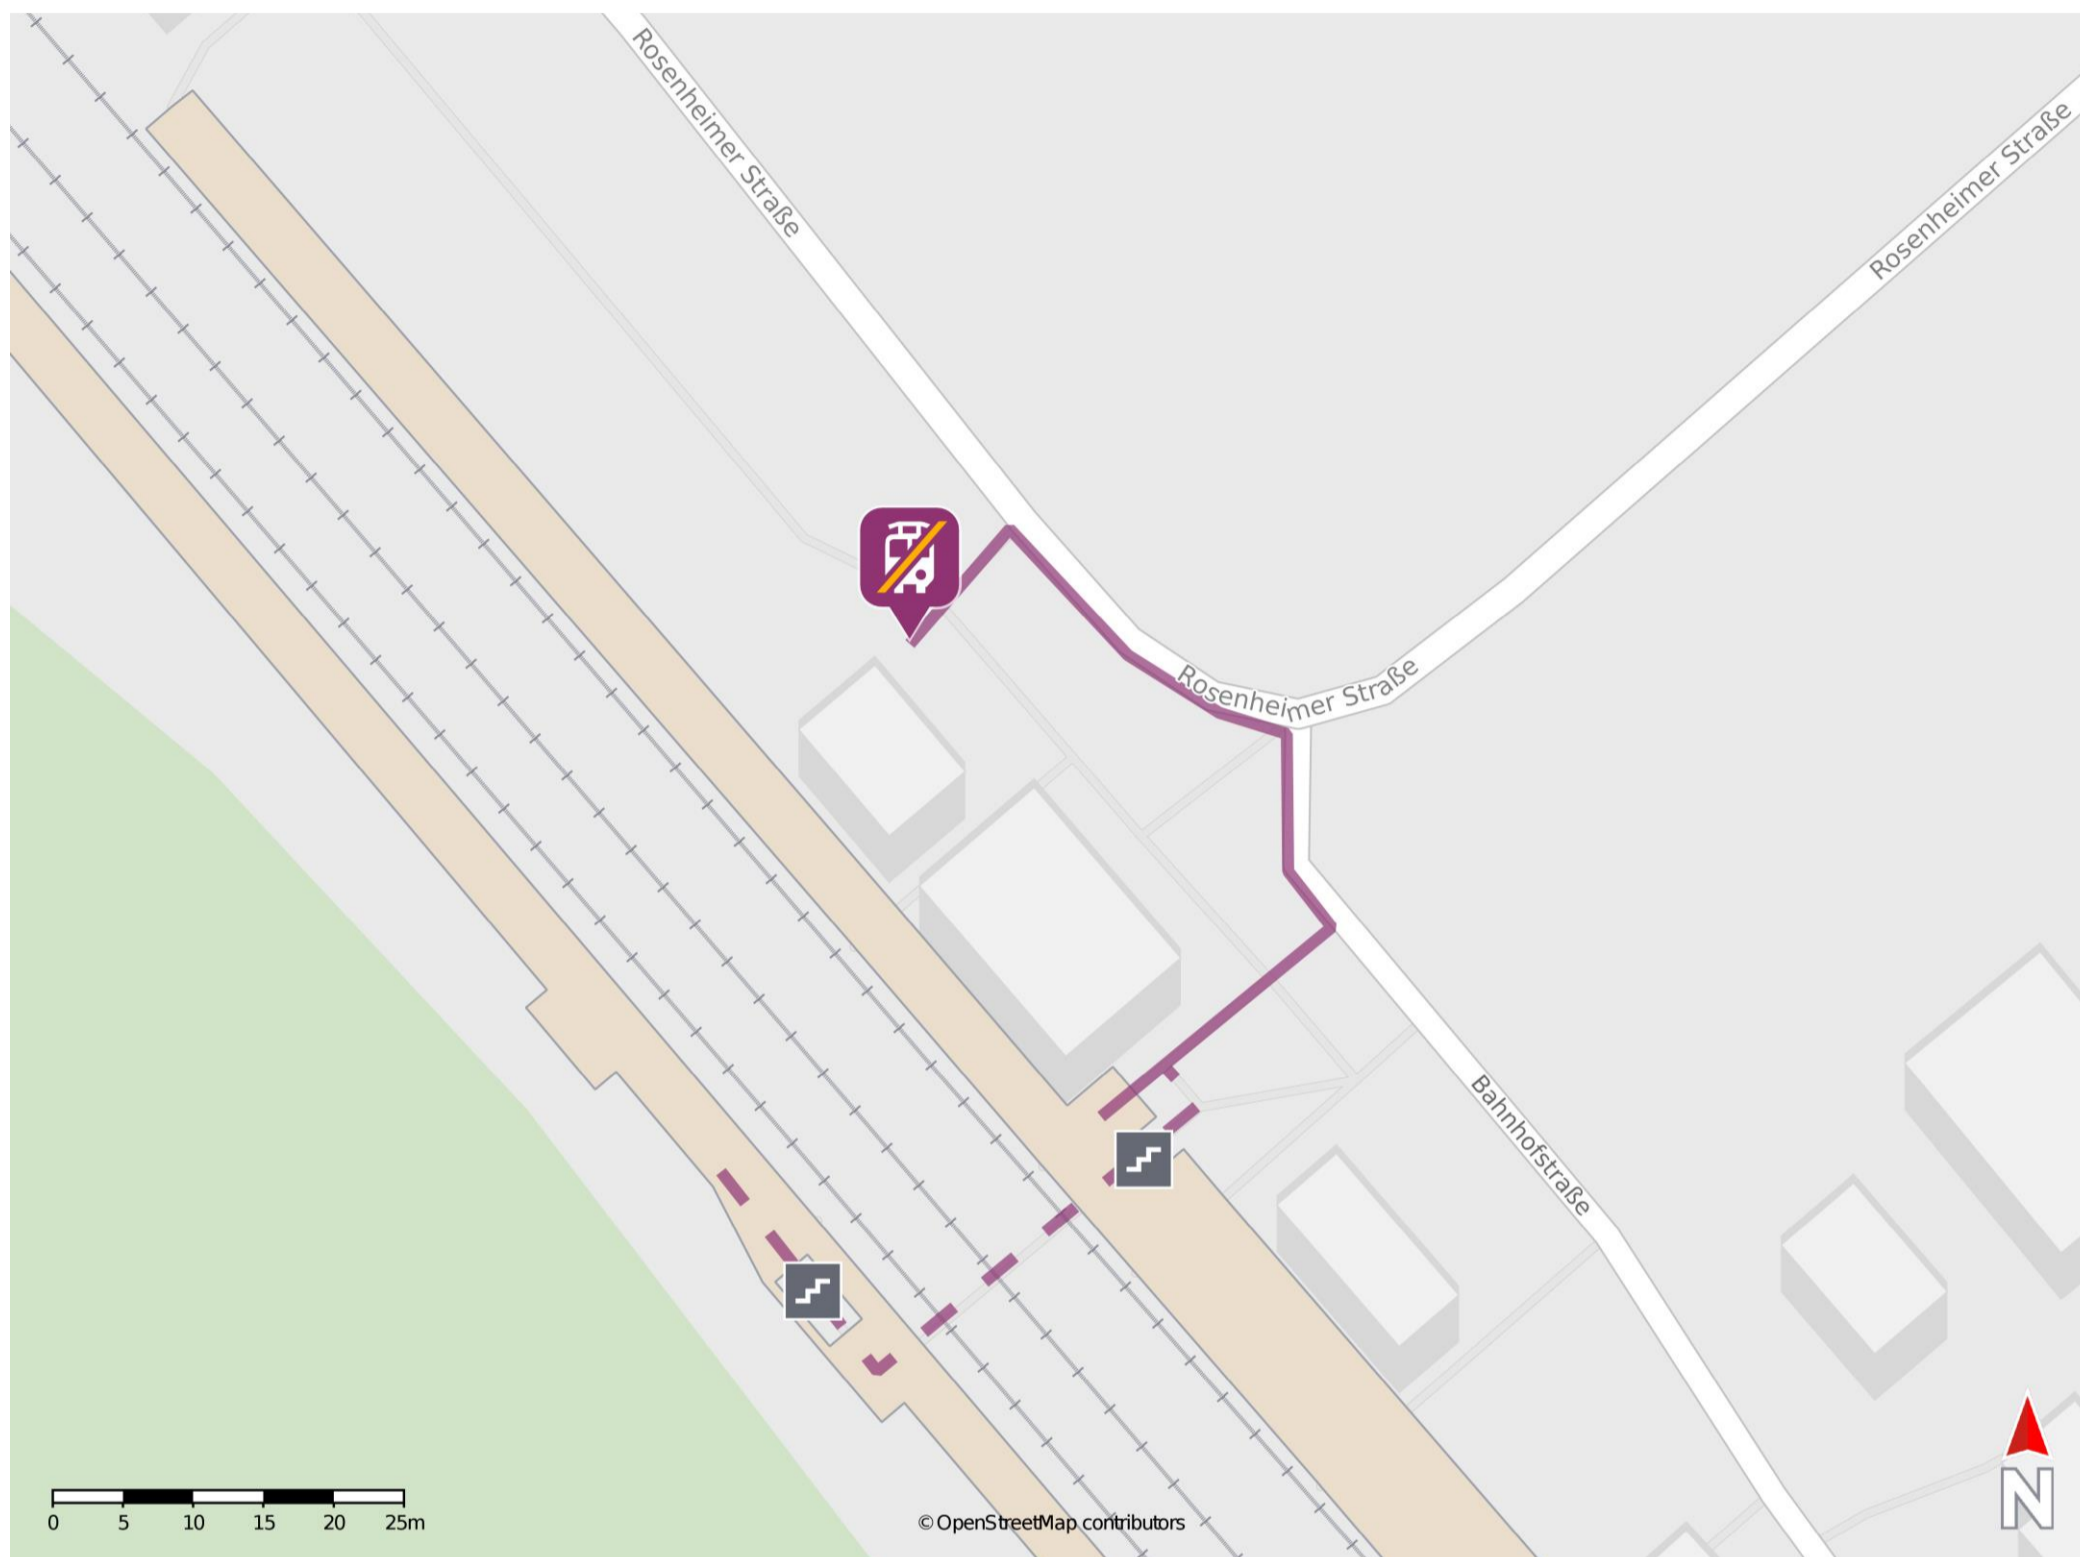 Rosenheimer Straße
Rosenheimer Straße
Rosenheimer Straße
Bahnhofstraße
0 5 10 15 20 25m
© OpenStreetMap contributors
N